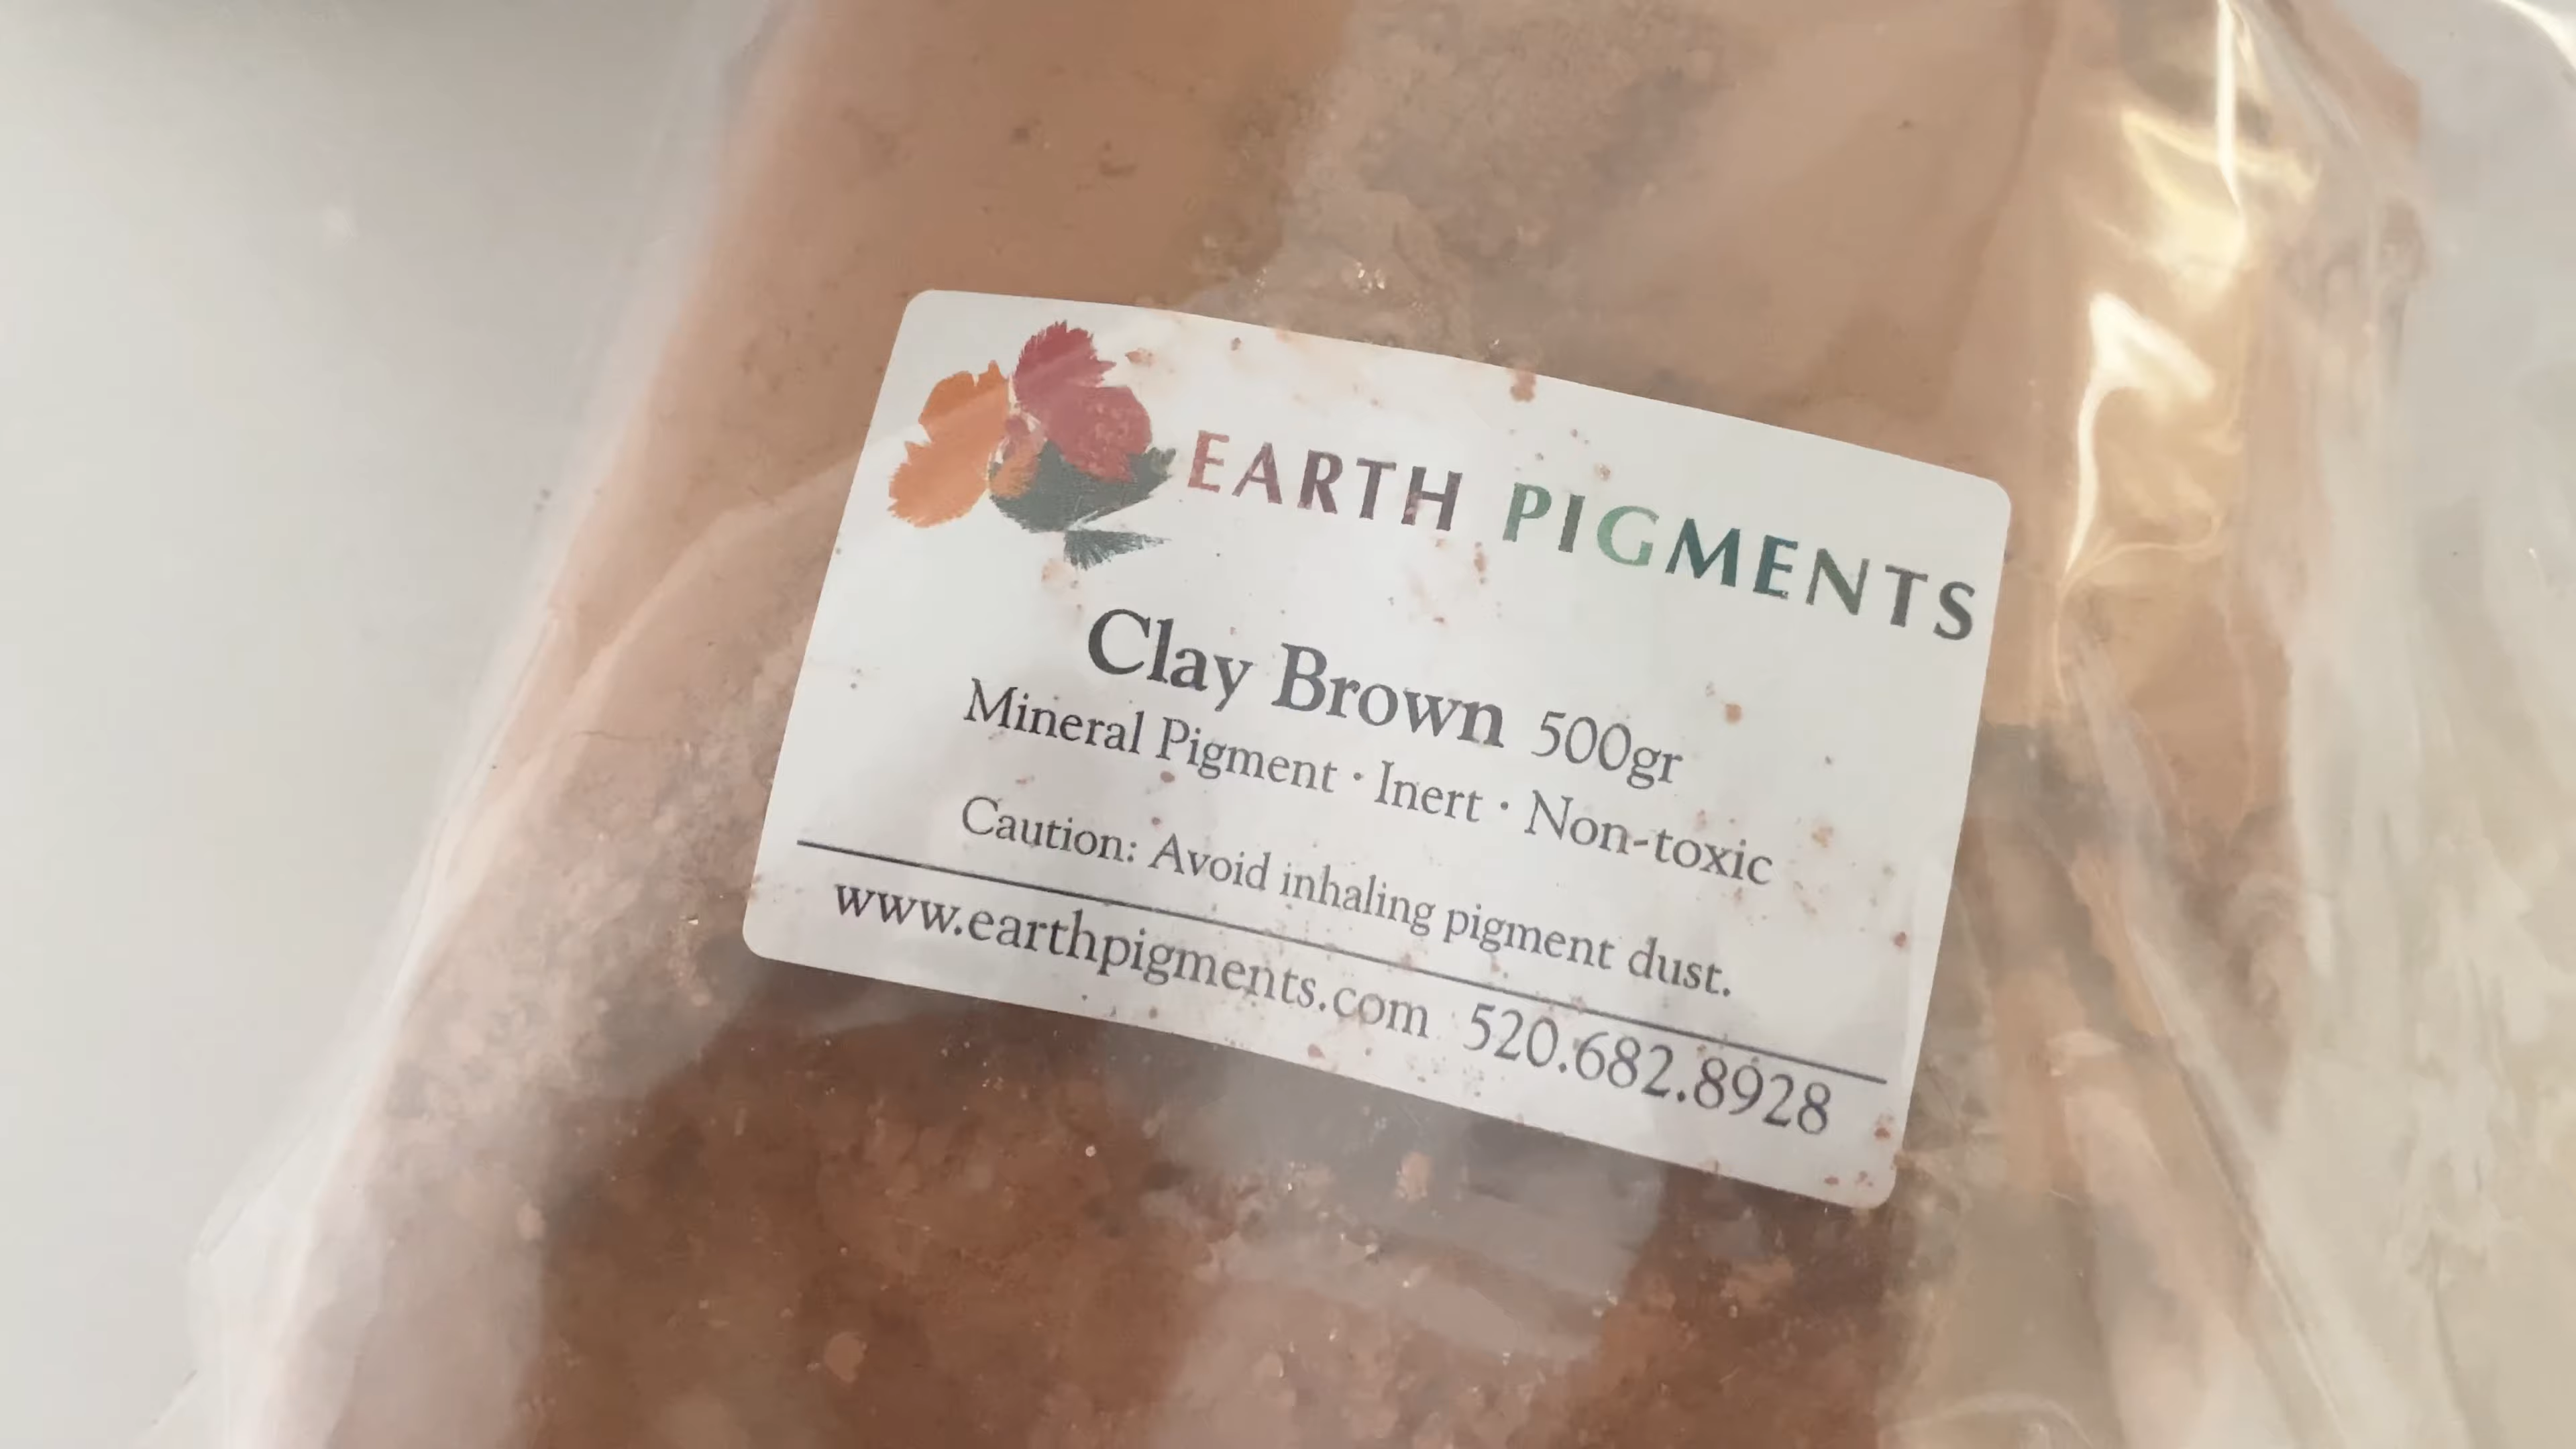 EARTH PIGMENTS
Clay Brown 500gr
Mineral Pigment · Inert · Non-toxic
Caution: Avoid inhaling pigment dust.
www.earthpigments.com 520.682.8928